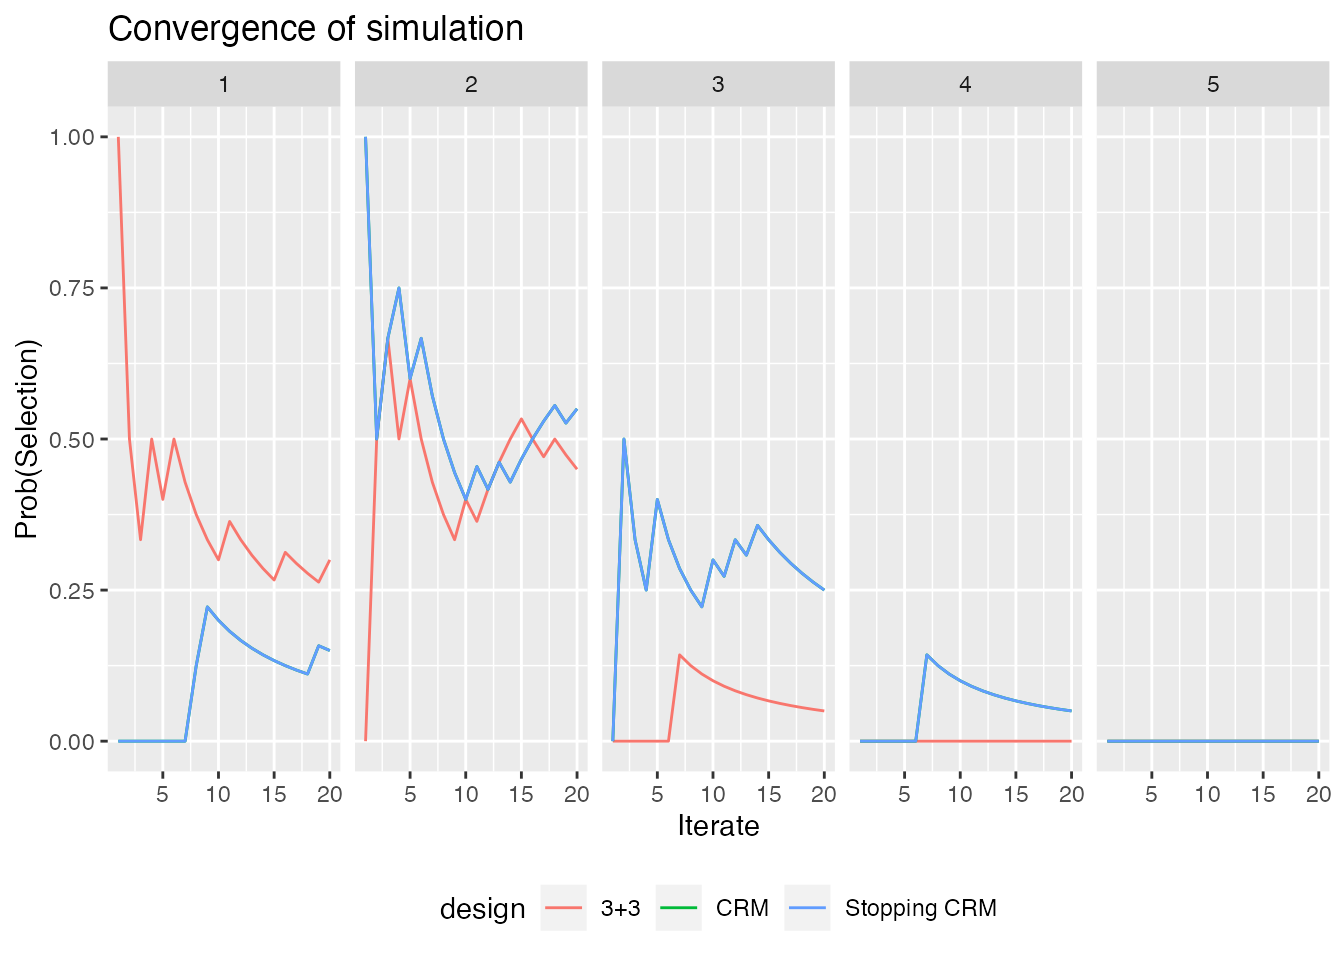 Convergence of simulation
1 2 3 4 5
Prob(Selection)
1.00
0.75
0.50
0.25
0.00
5 10 15 20 5 10 15 20 5 10 15 20 5 10 15 20 5 10 15 20
Iterate
design 3+3 CRM Stopping CRM